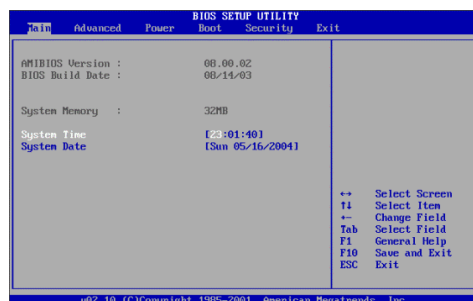 BIOS SETUP UTILITY
Main Advanced Power Boot Security Exit
AMIBIOS Version : 08.00.02
BIOS Build Date : 08/14/03
System Memory : 32MB
System Time [23:01:40]
System Date [Sun 05/16/2004]
↔ Select Screen
↑↓ Select Item
←- Change Field
Tab Select Field
F1 General Help
F10 Save and Exit
ESC Exit
v02.10 (C)Copyright 1985-2001, American Megatrends, Inc.